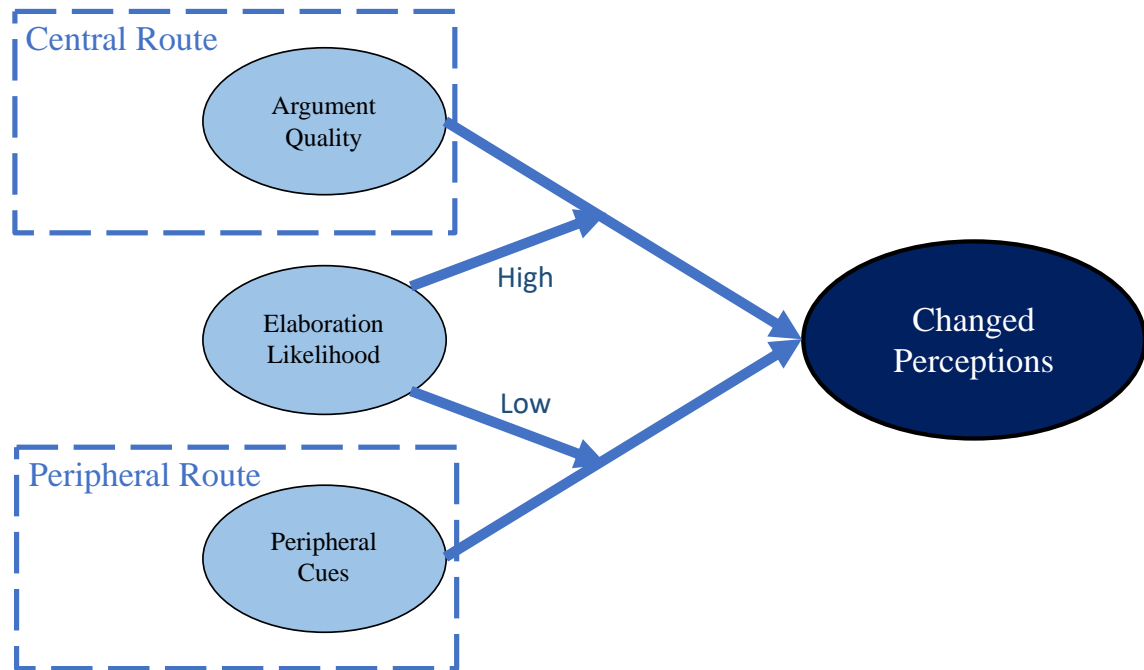 Central Route
Argument
Quality
High
Elaboration
Likelihood
Changed
Perceptions
Low
Peripheral Route
Peripheral
Cues